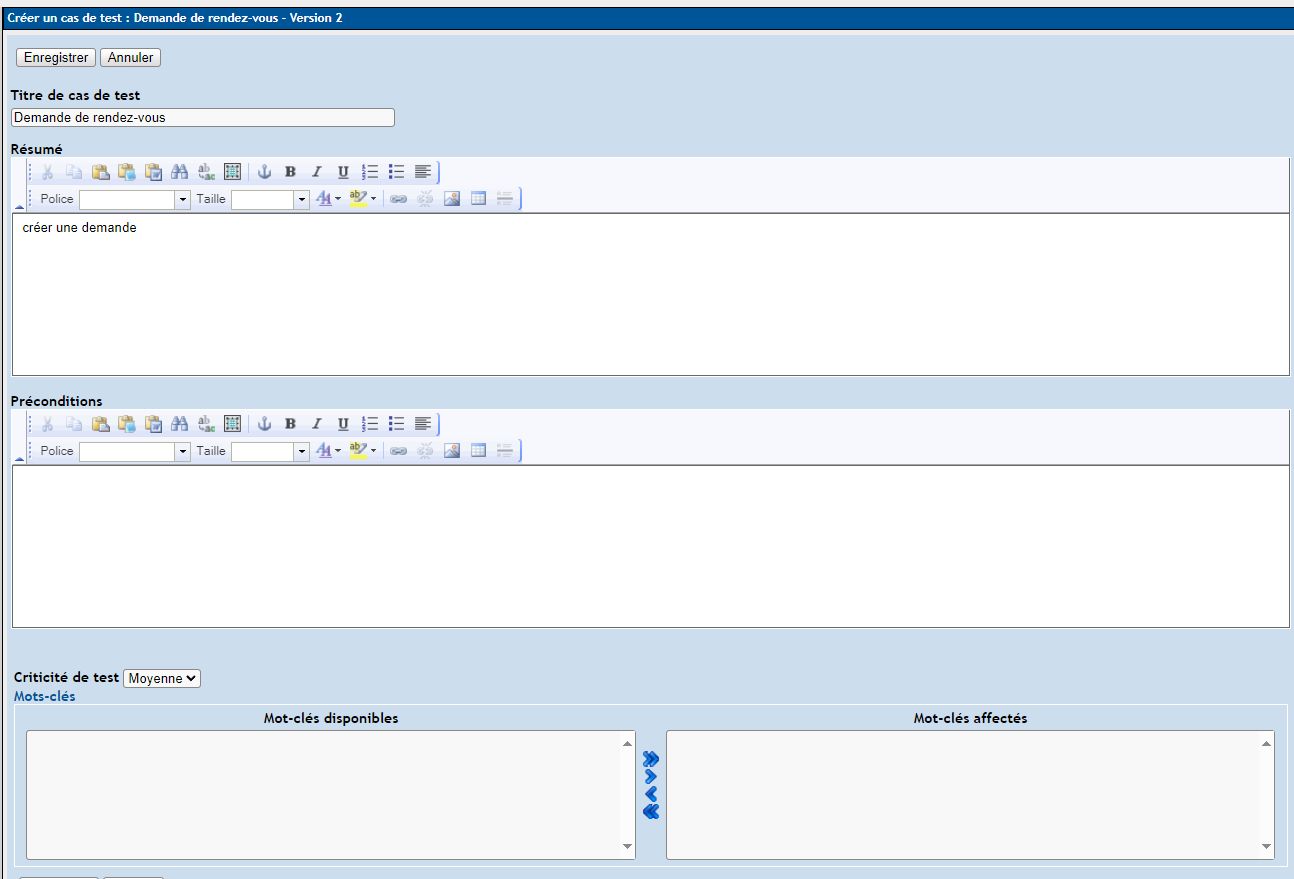 Créer un cas de test : Demande de rendez-vous - Version 2
Enregistrer Annuler
Titre de cas de test
Demande de rendez-vous
Résumé
Police Taille
créer une demande
Préconditions
Police Taille
Criticité de test Moyenne
Mots-clés
Mot-clés disponibles Mot-clés affectés